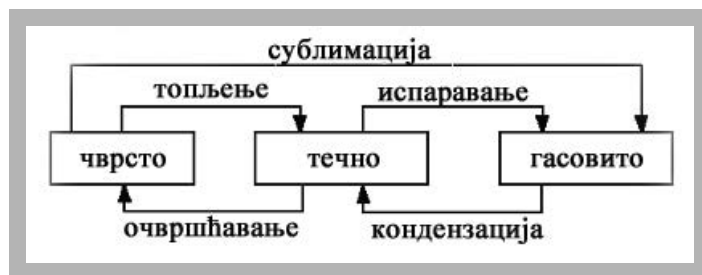 сублимација
топљење испаравање
чврсто течно гасовито
очвршћавање кондензација